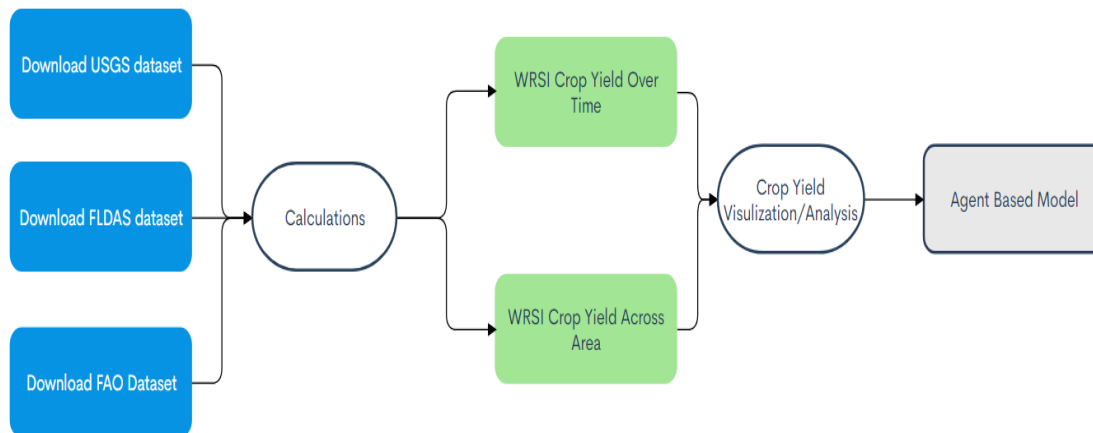 Download USGS dataset
Download FLDAS dataset
Download FAO Dataset
Calculations
WRSI Crop Yield Over
Time
WRSI Crop Yield Across
Area
Crop Yield
Visulization/Analysis
Agent Based Model